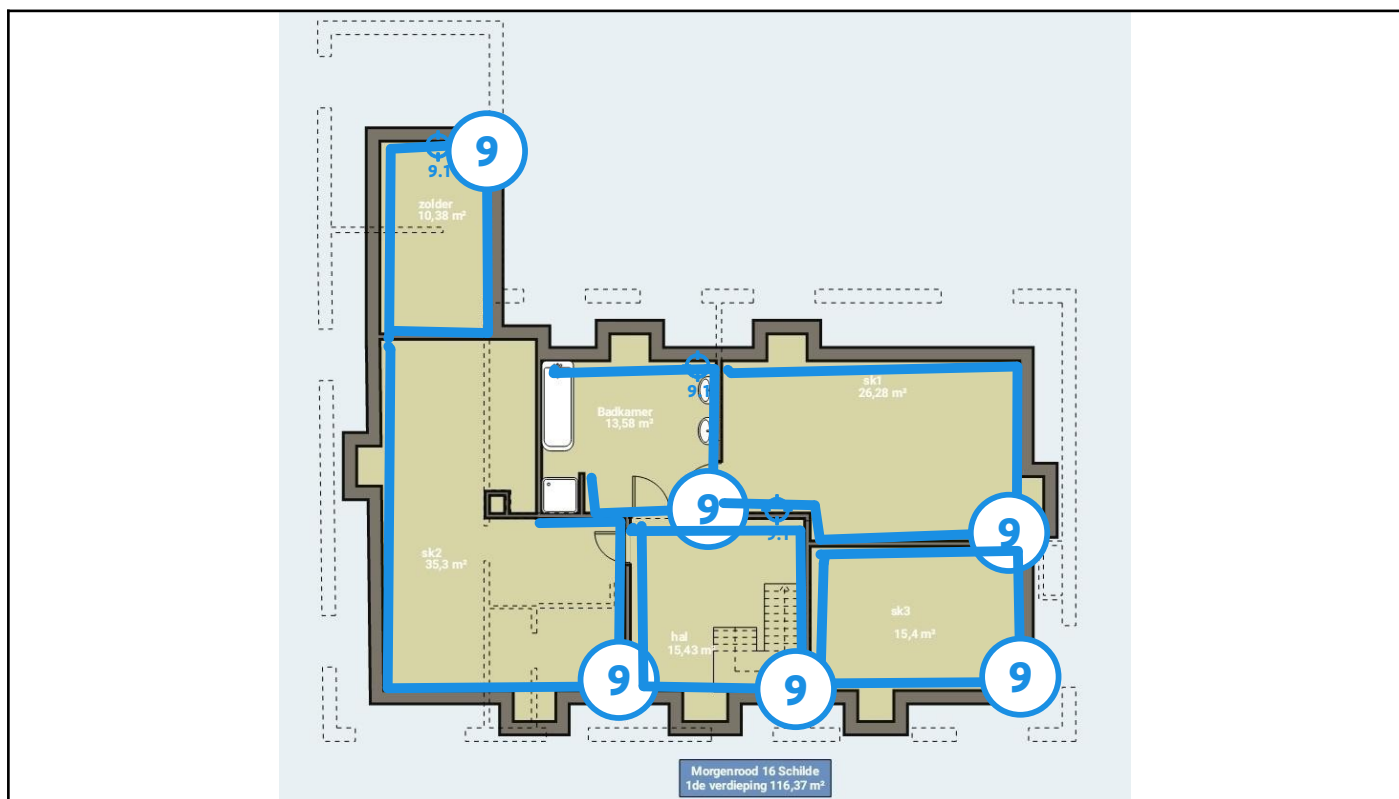 9
9.1
zolder
10,38 m²
9.1
sk1
26,28 m²
Badkamer
13,58 m²
9
9
9.1
sk2
35,3 m²
sk3
15,4 m²
hal
15,43 m²
9
9
9
Morgenrood 16 Schilde
1de verdieping 116,37 m²